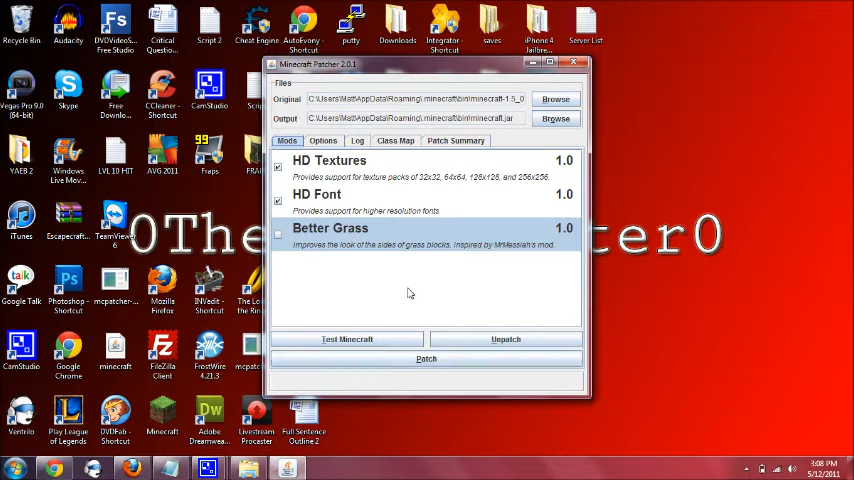 Minecraft Patcher 2.0.1
Files
Original C:\Users\Matt\AppData\Roaming\.minecraft\bin\minecraft-1.5_0 Browse
Output C:\Users\Matt\AppData\Roaming\.minecraft\bin\minecraft.jar Browse
Mods Options Log Class Map Patch Summary
HD Textures 1.0
Provides support for texture packs of 32x32, 64x64, 128x128, and 256x256.
HD Font 1.0
Provides support for higher resolution fonts.
Better Grass 1.0
Improves the look of the sides of grass blocks. Inspired by MrMessiah's mod.
Test Minecraft Unpatch
Patch
Recycle Bin Audacity DVDVideoS... Free Studio Critical Question... Script 2 Cheat Engine AutoEvony - Shortcut putty Downloads Integrator - Shortcut saves iPhone 4 Jailbre... Server List
Vegas Pro 9.0 (64-bit) Skype Free Downlo... CCleaner - Shortcut CamStudio
99
YAEB 2 Windows Live Mov... LVL 10 HIT AVG 2011 Fraps
0The ter0
iTunes Escapecraft... TeamViewer 6
talk
Google Talk Photoshop - Shortcut mcpatcher... Mozilla Firefox INVedit - Shortcut
CamStudio Google Chrome minecraft FileZilla Client FrostWire 4.21.3
Ventrilo Play League of Legends DVDFab - Shortcut Minecraft Adobe Dreamwea... Livestream Procaster Full Sentence Outline 2
3:08 PM
5/12/2011